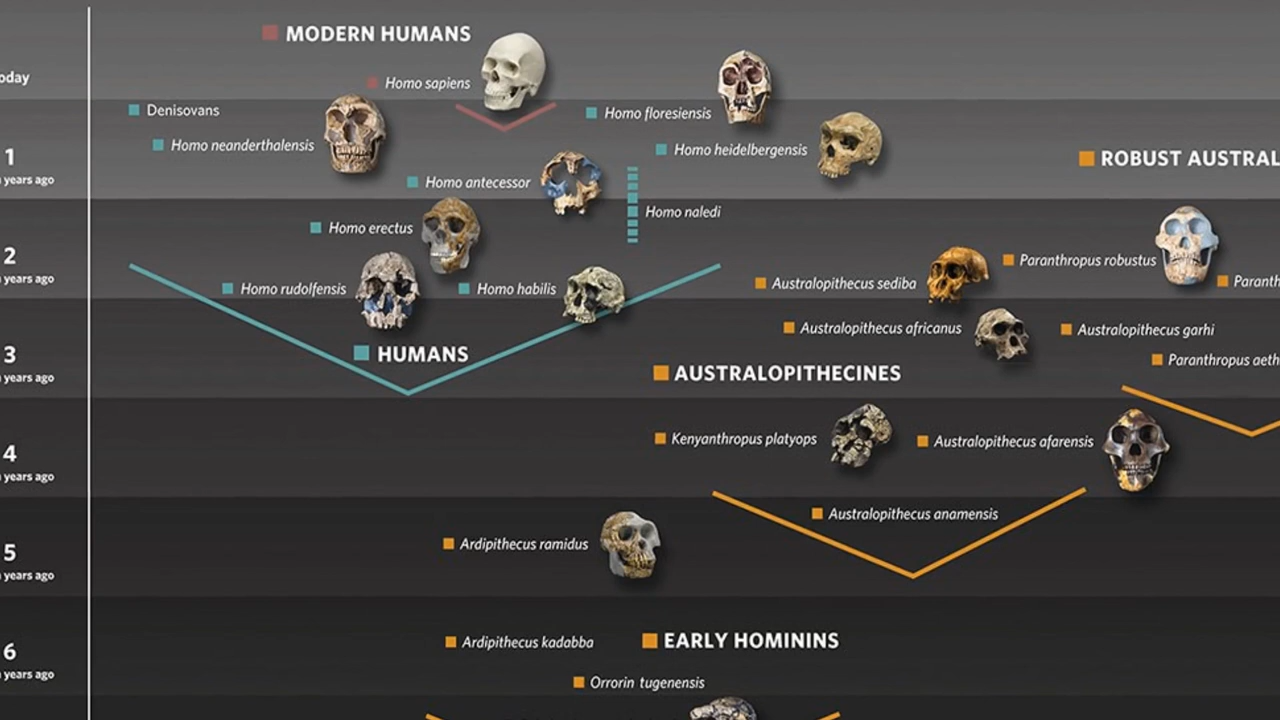 MODERN HUMANS
oday
Homo sapiens
Denisovans
Homo floresiensis
Homo neanderthalensis
Homo heidelbergensis
1
years ago
ROBUST AUSTRAL
Homo antecessor
Homo naledi
Homo erectus
2
years ago
Paranthropus robustus
Paranth
Australopithecus sediba
Homo rudolfensis
Homo habilis
Australopithecus africanus
Australopithecus garhi
HUMANS
3
years ago
Paranthropus aeth
AUSTRALOPITHECINES
Kenyanthropus platyops
Australopithecus afarensis
4
years ago
Australopithecus anamensis
Ardipithecus ramidus
5
years ago
Ardipithecus kadabba
EARLY HOMININS
6
years ago
Orrorin tugenensis